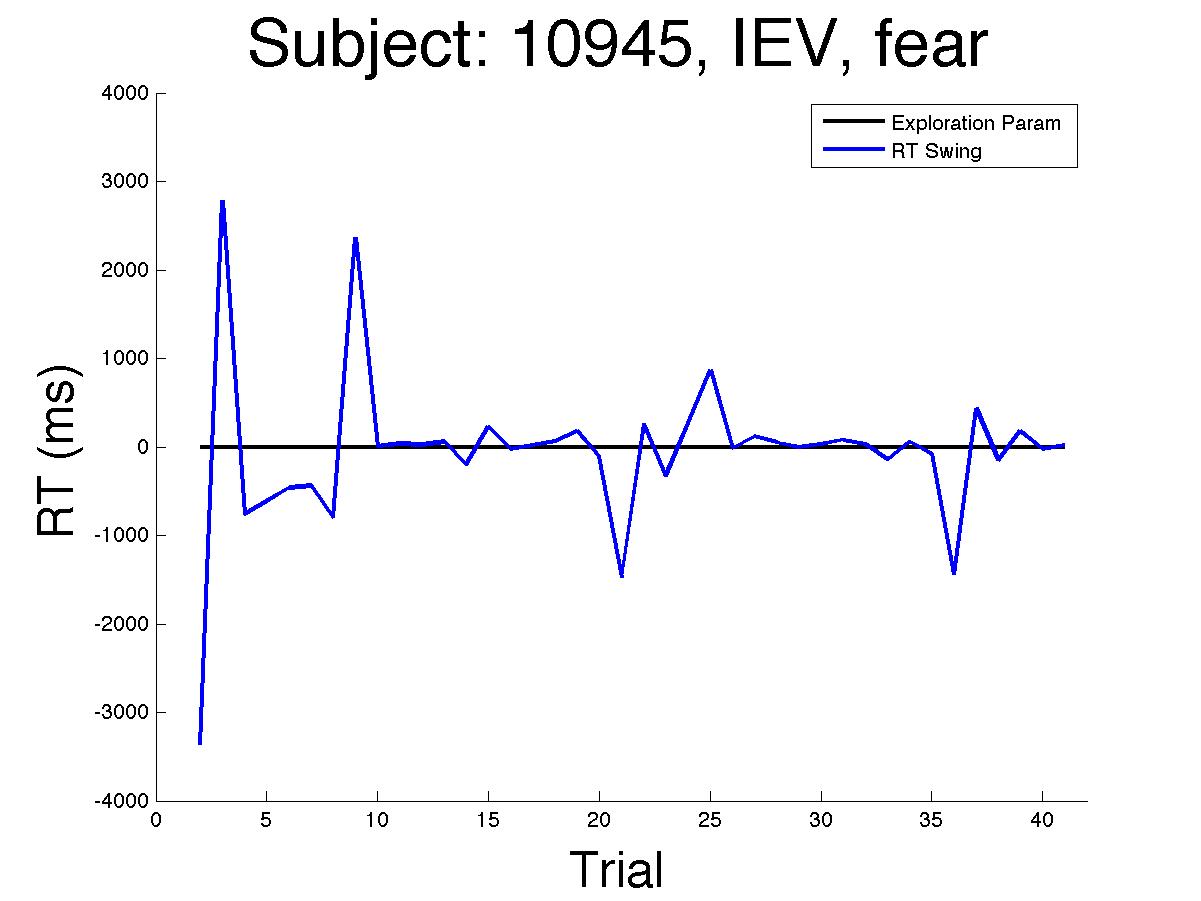 Subject: 10945, IEV, fear
4000
3000
2000
1000
0
-1000
-2000
-3000
-4000
RT (ms)
Exploration Param
RT Swing
0 5 10 15 20 25 30 35 40
Trial